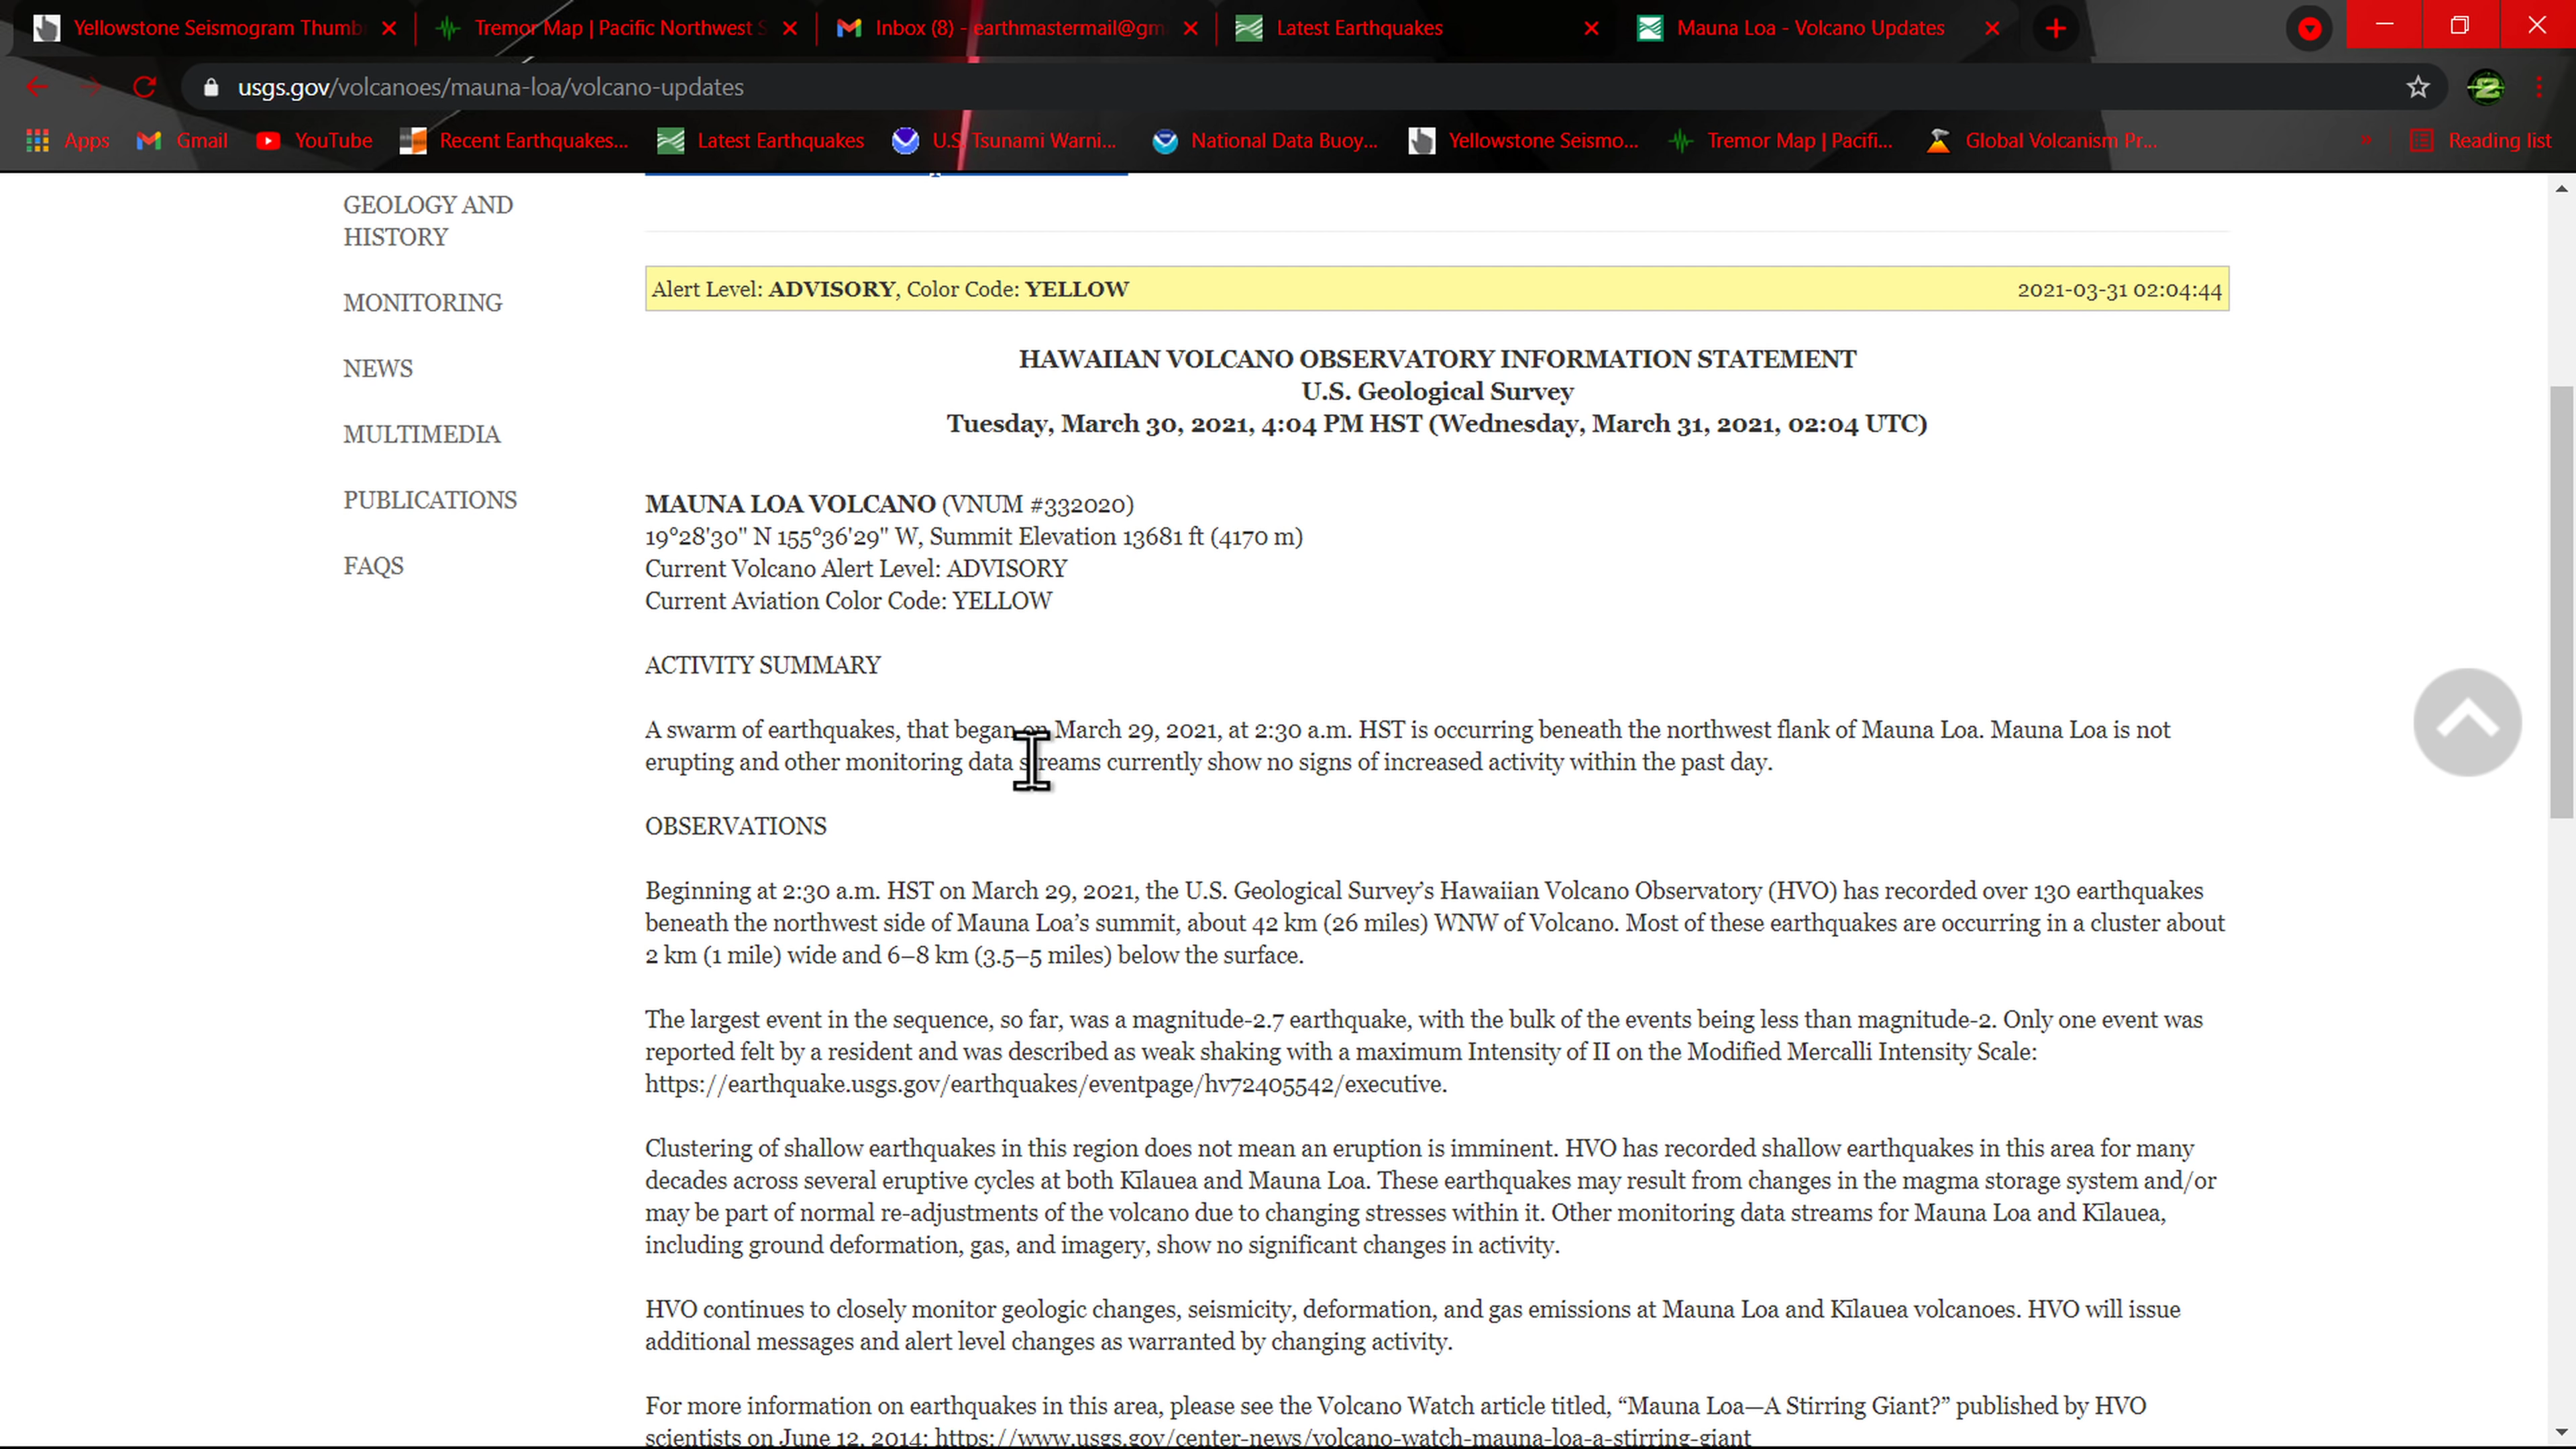 Yellowstone Seismogram Thumb
Tremor Map | Pacific Northwest S
Inbox (8) - earthmastermail@gm
Latest Earthquakes
Mauna Loa - Volcano Updates
usgs.gov/volcanoes/mauna-loa/volcano-updates
Apps
Gmail
YouTube
Recent Earthquakes...
Latest Earthquakes
U.S. Tsunami Warni...
National Data Buoy...
Yellowstone Seismo...
Tremor Map | Pacifi...
Global Volcanism Pr...
Reading list
GEOLOGY AND
HISTORY
MONITORING
NEWS
MULTIMEDIA
PUBLICATIONS
FAQS
Alert Level: ADVISORY, Color Code: YELLOW 2021-03-31 02:04:44
HAWAIIAN VOLCANO OBSERVATORY INFORMATION STATEMENT
U.S. Geological Survey
Tuesday, March 30, 2021, 4:04 PM HST (Wednesday, March 31, 2021, 02:04 UTC)
MAUNA LOA VOLCANO (VNUM #332020)
19°28'30" N 155°36'29" W, Summit Elevation 13681 ft (4170 m)
Current Volcano Alert Level: ADVISORY
Current Aviation Color Code: YELLOW
ACTIVITY SUMMARY
A swarm of earthquakes, that began on March 29, 2021, at 2:30 a.m. HST is occurring beneath the northwest flank of Mauna Loa. Mauna Loa is not
erupting and other monitoring data streams currently show no signs of increased activity within the past day.
OBSERVATIONS
Beginning at 2:30 a.m. HST on March 29, 2021, the U.S. Geological Survey’s Hawaiian Volcano Observatory (HVO) has recorded over 130 earthquakes
beneath the northwest side of Mauna Loa’s summit, about 42 km (26 miles) WNW of Volcano. Most of these earthquakes are occurring in a cluster about
2 km (1 mile) wide and 6–8 km (3.5–5 miles) below the surface.
The largest event in the sequence, so far, was a magnitude-2.7 earthquake, with the bulk of the events being less than magnitude-2. Only one event was
reported felt by a resident and was described as weak shaking with a maximum Intensity of II on the Modified Mercalli Intensity Scale:
https://earthquake.usgs.gov/earthquakes/eventpage/hv72405542/executive.
Clustering of shallow earthquakes in this region does not mean an eruption is imminent. HVO has recorded shallow earthquakes in this area for many
decades across several eruptive cycles at both Kīlauea and Mauna Loa. These earthquakes may result from changes in the magma storage system and/or
may be part of normal re-adjustments of the volcano due to changing stresses within it. Other monitoring data streams for Mauna Loa and Kīlauea,
including ground deformation, gas, and imagery, show no significant changes in activity.
HVO continues to closely monitor geologic changes, seismicity, deformation, and gas emissions at Mauna Loa and Kīlauea volcanoes. HVO will issue
additional messages and alert level changes as warranted by changing activity.
For more information on earthquakes in this area, please see the Volcano Watch article titled, “Mauna Loa—A Stirring Giant?” published by HVO
scientists on June 12, 2014: https://www.usgs.gov/center-news/volcano-watch-mauna-loa-a-stirring-giant